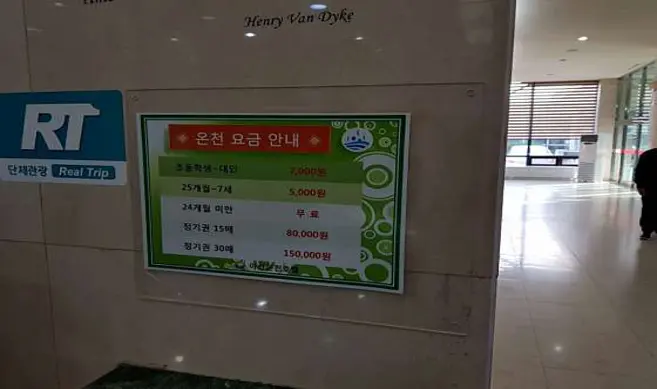 Henry Van Dyke
RT
단체관광 Real Trip
온천 요금 안내
초등학생~대인 7,000원
25개월~7세 5,000원
24개월 미만 무료
정기권 15매 80,000원
정기권 30매 150,000원